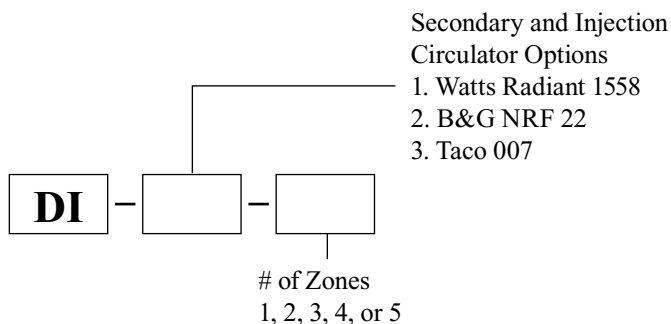 Secondary and Injection
Circulator Options
1. Watts Radiant 1558
2. B&G NRF 22
3. Taco 007
DI - -
# of Zones
1, 2, 3, 4, or 5